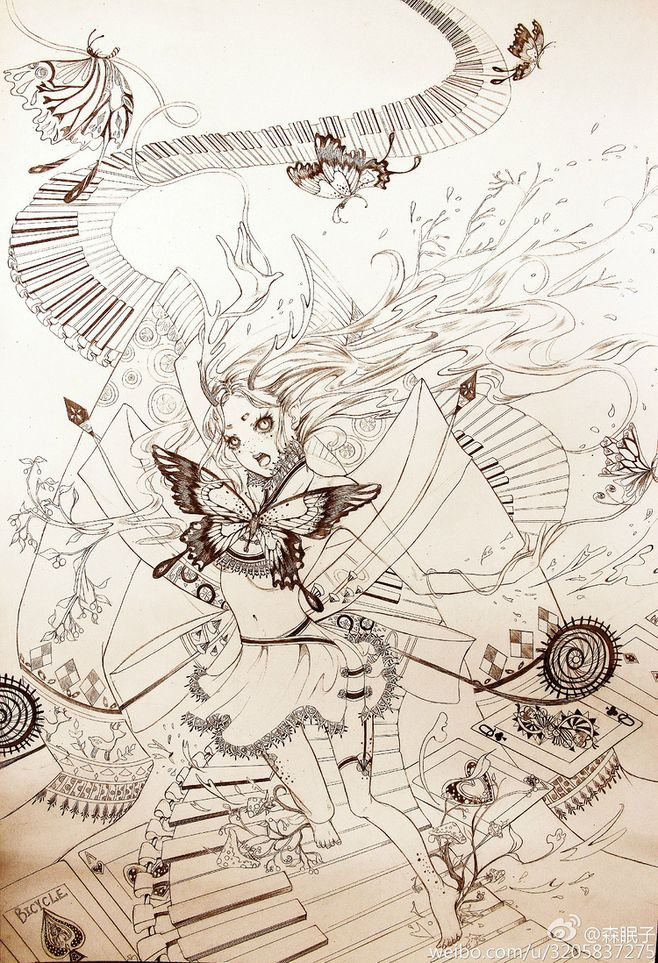 A
Q
Q
BICYCLE
@森眠子
weibo.com/u/3205837275